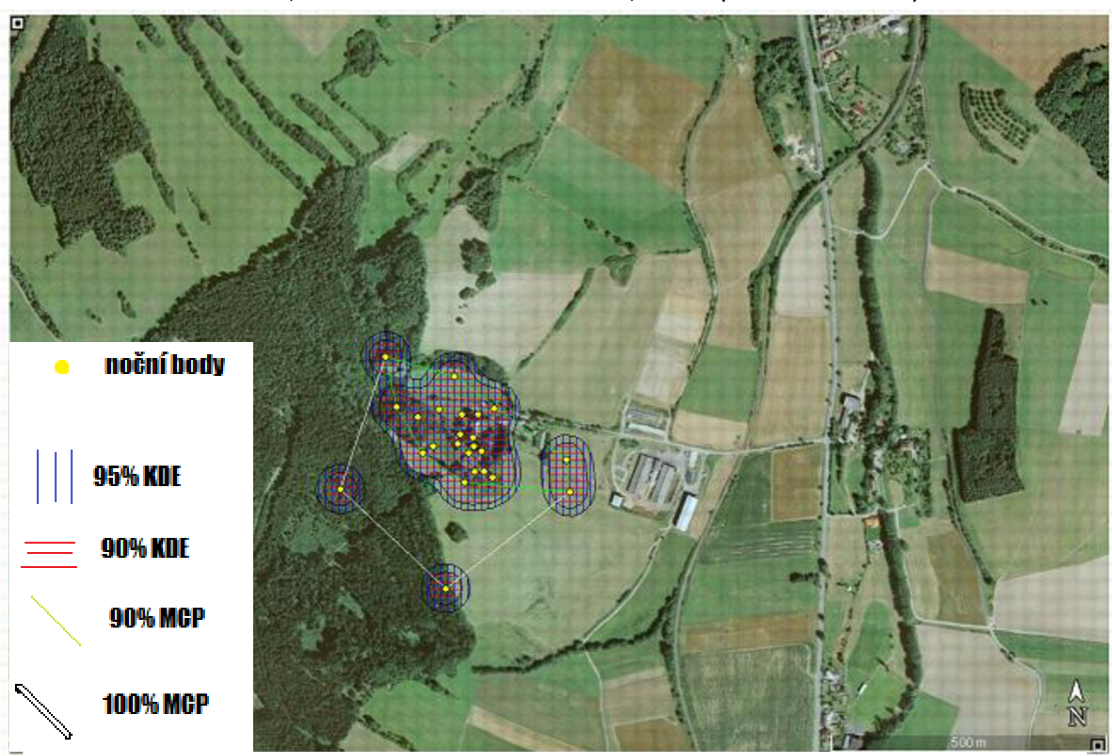 noční body
95% KDE
90% KDE
90% MCP
100% MCP
N
500 m